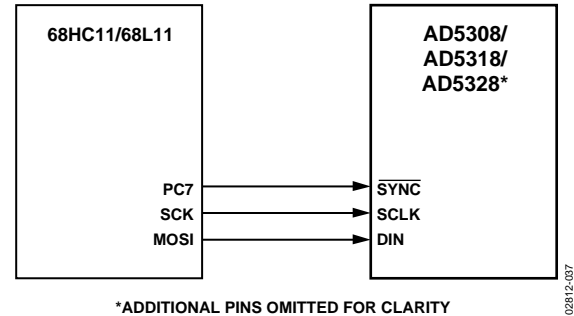 68HC11/68L11
AD5308/
AD5318/
AD5328*
PC7
SCK
MOSI
SYNC
SCLK
DIN
*ADDITIONAL PINS OMITTED FOR CLARITY
02812-037